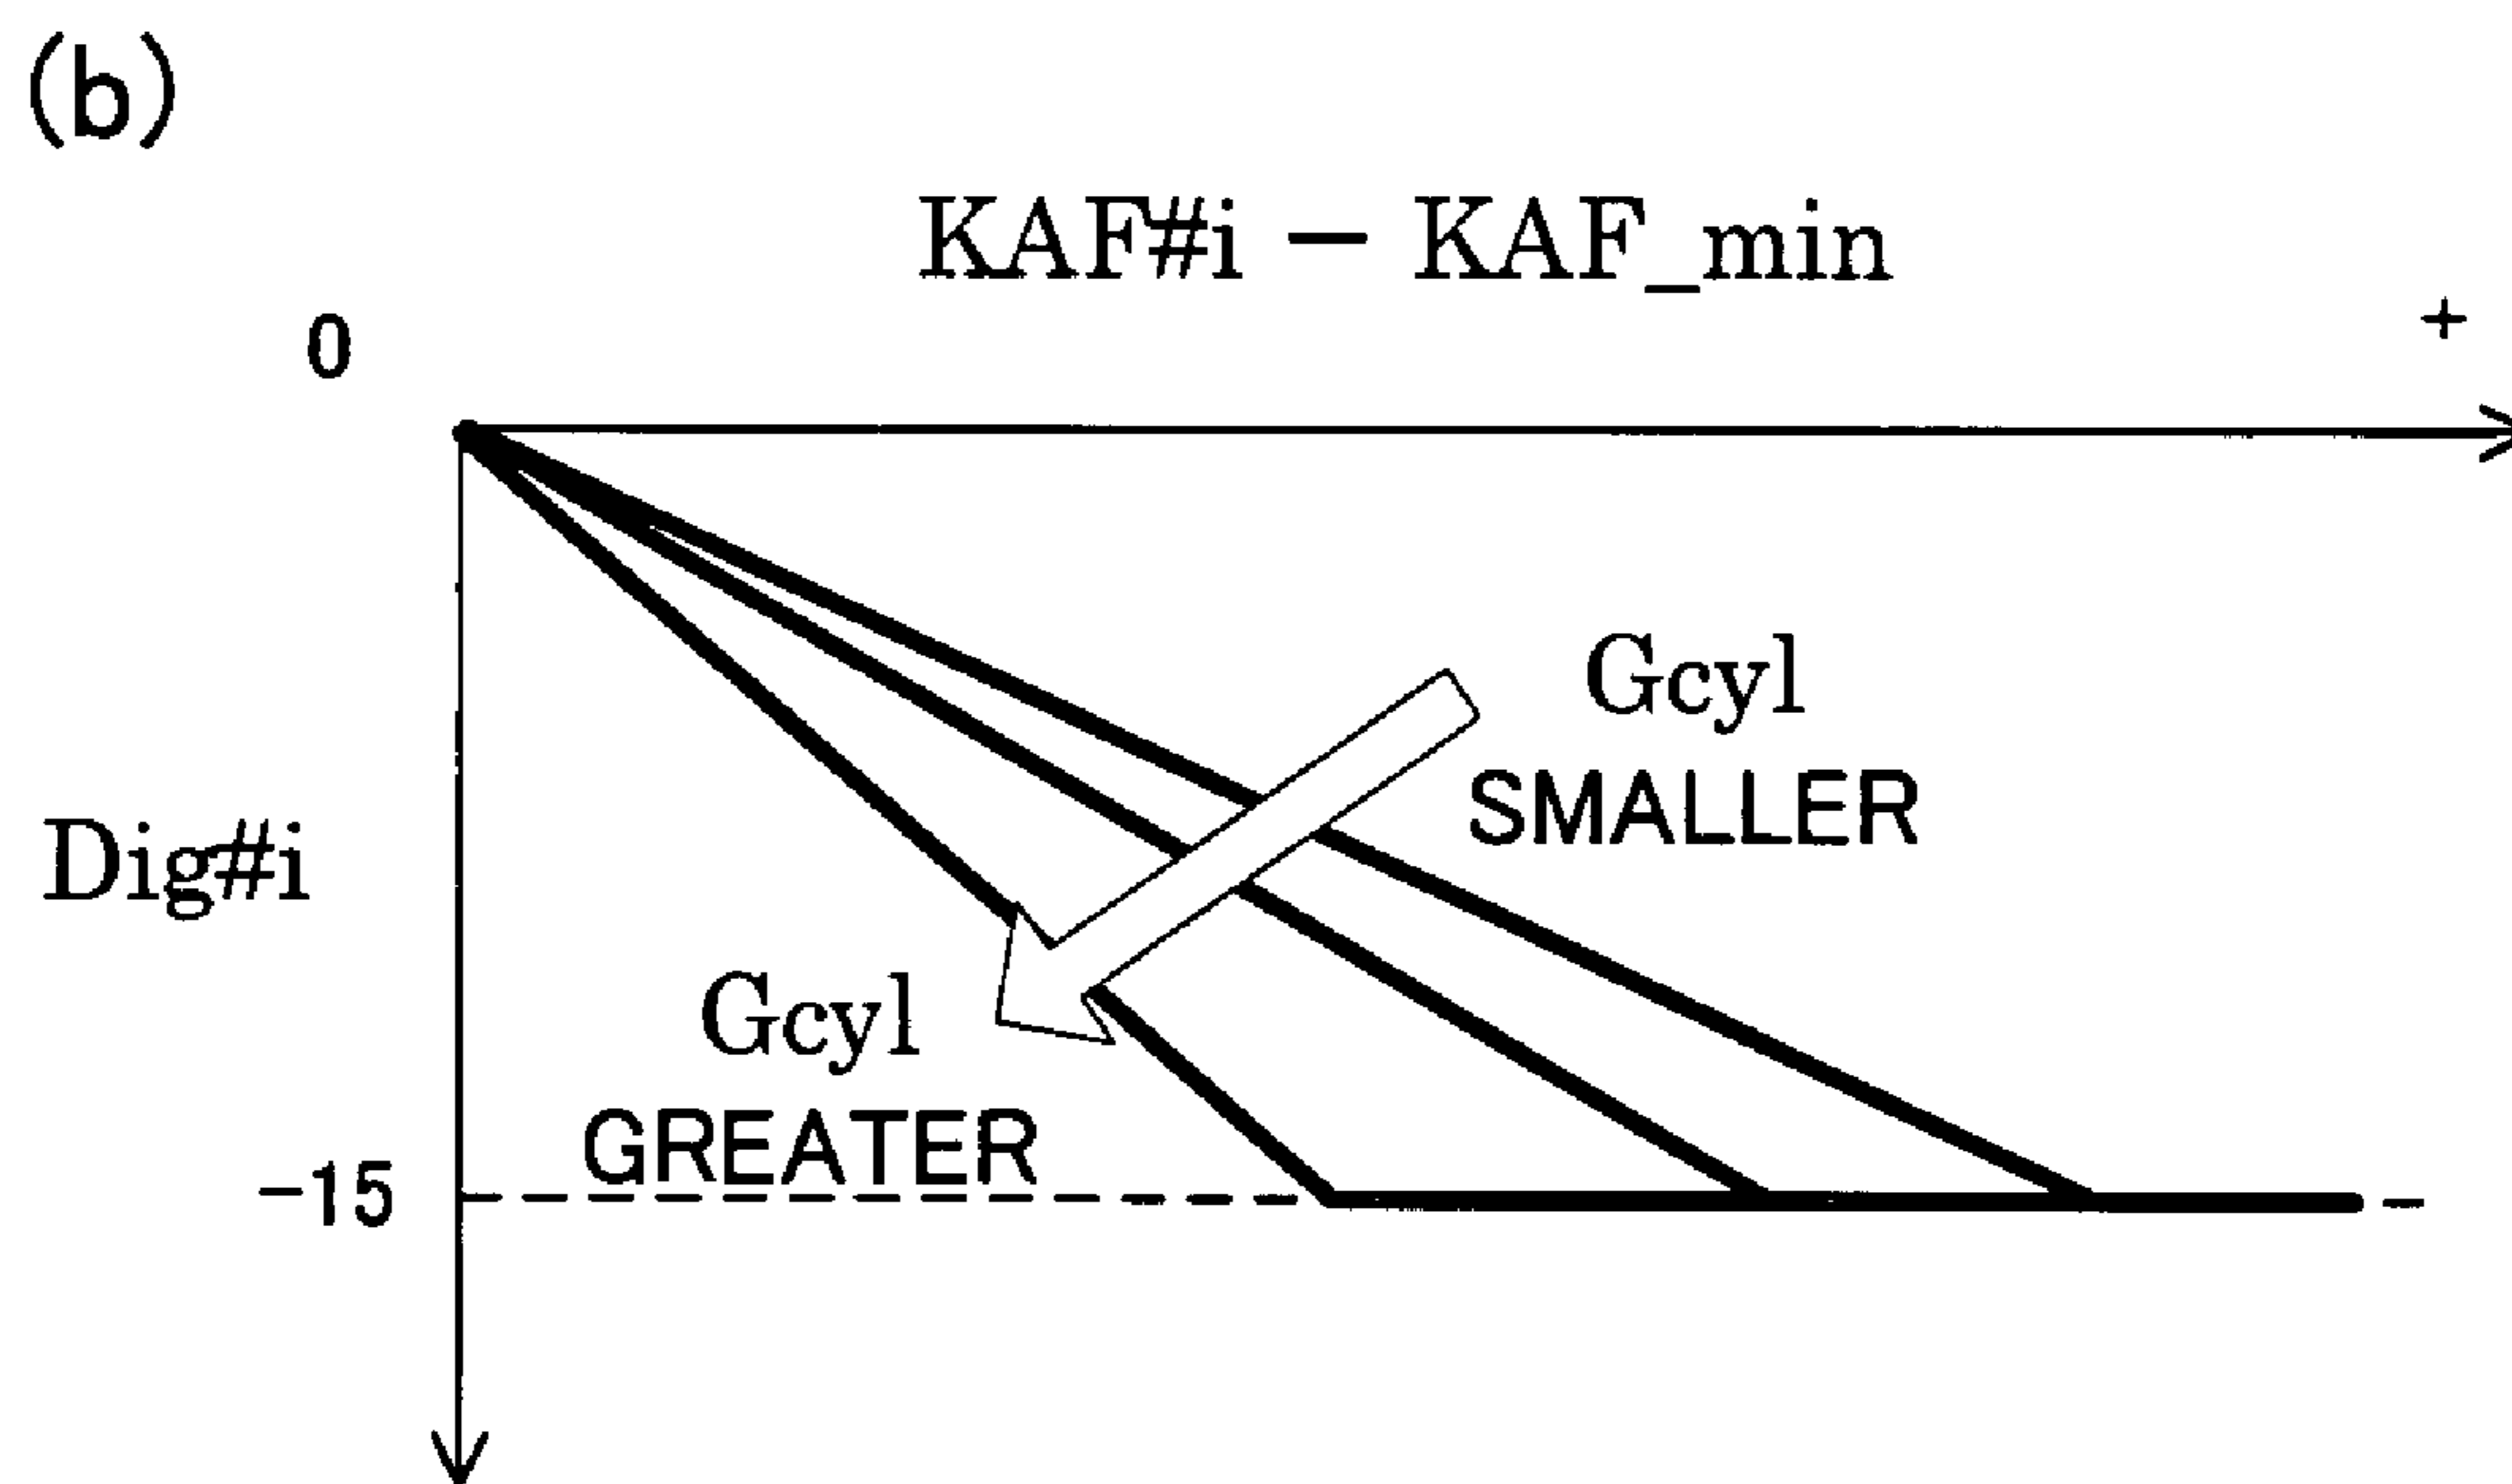 (b)
KAF#i − KAF_min
0
+
Gcyl
SMALLER
Dig#i
Gcyl
GREATER
−15